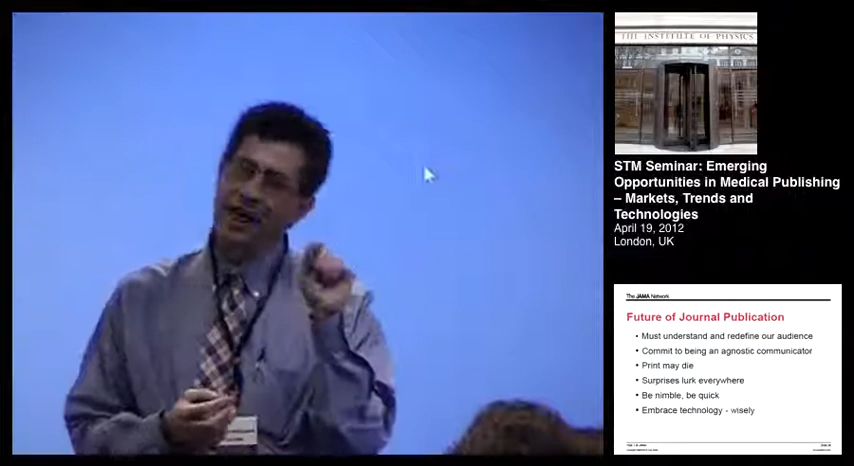 THE INSTITUTE OF PHYSICS
STM Seminar: Emerging
Opportunities in Medical Publishing
– Markets, Trends and
Technologies
April 19, 2012
London, UK
The JAMA Network
Future of Journal Publication
• Must understand and redefine our audience
• Commit to being an agnostic communicator
• Print may die
• Surprises lurk everywhere
• Be nimble, be quick
• Embrace technology - wisely